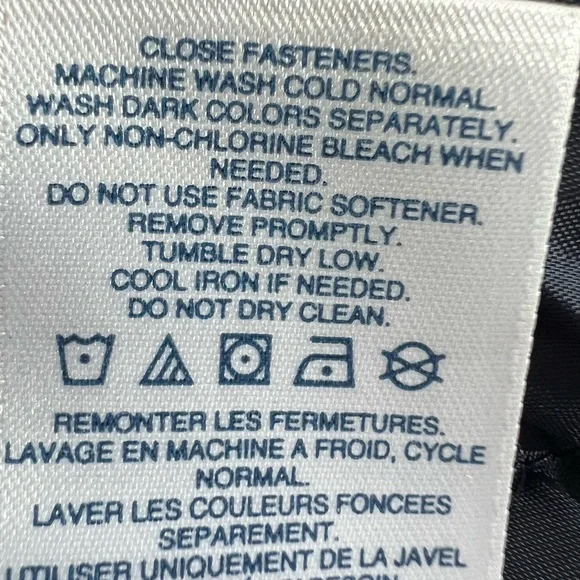 CLOSE FASTENERS.
MACHINE WASH COLD NORMAL.
WASH DARK COLORS SEPARATELY.
ONLY NON-CHLORINE BLEACH WHEN
NEEDED.
DO NOT USE FABRIC SOFTENER.
REMOVE PROMPTLY.
TUMBLE DRY LOW.
COOL IRON IF NEEDED.
DO NOT DRY CLEAN.
REMONTER LES FERMETURES.
LAVAGE EN MACHINE A FROID, CYCLE
NORMAL.
LAVER LES COULEURS FONCEES
SEPAREMENT.
UTILISER UNIQUEMENT DE LA JAVEL